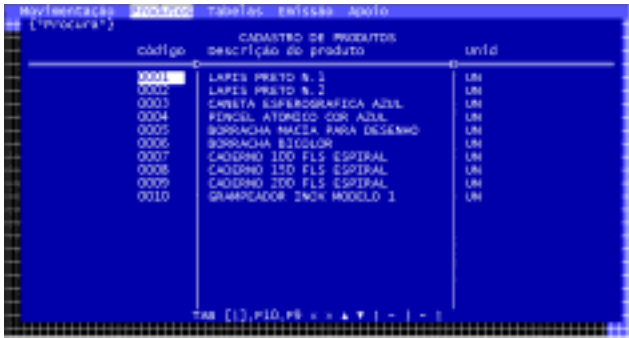 Movimentação Produtos Tabelas Emissão Apoio
{"Procura"}
CADASTRO DE PRODUTOS
código Descrição do produto unid
0001 LAPIS PRETO N.1 UN
0002 LAPIS PRETO N.2 UN
0003 CANETA ESFEROGRAFICA AZUL UN
0004 PINCEL ATOMICO COR AZUL UN
0005 BORRACHA MACIA PARA DESENHO UN
0006 BORRACHA BICOLOR UN
0007 CADERNO 100 FLS ESPIRAL UN
0008 CADERNO 150 FLS ESPIRAL UN
0009 CADERNO 200 FLS ESPIRAL UN
0010 GRAMPEADOR INOX MODELO 1 UN
TAB [|],F10,F9